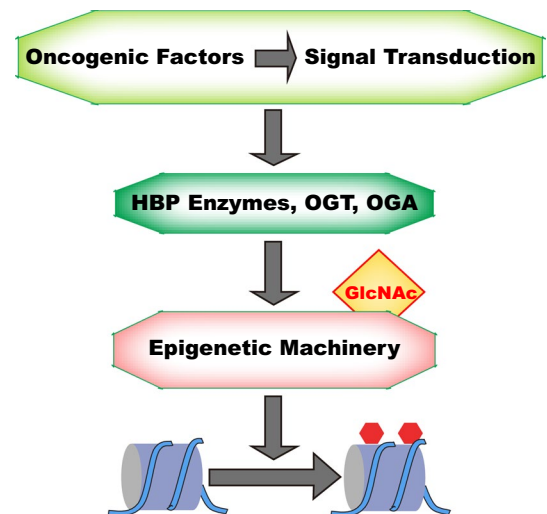 Oncogenic Factors Signal Transduction
HBP Enzymes, OGT, OGA
GlcNAc
Epigenetic Machinery